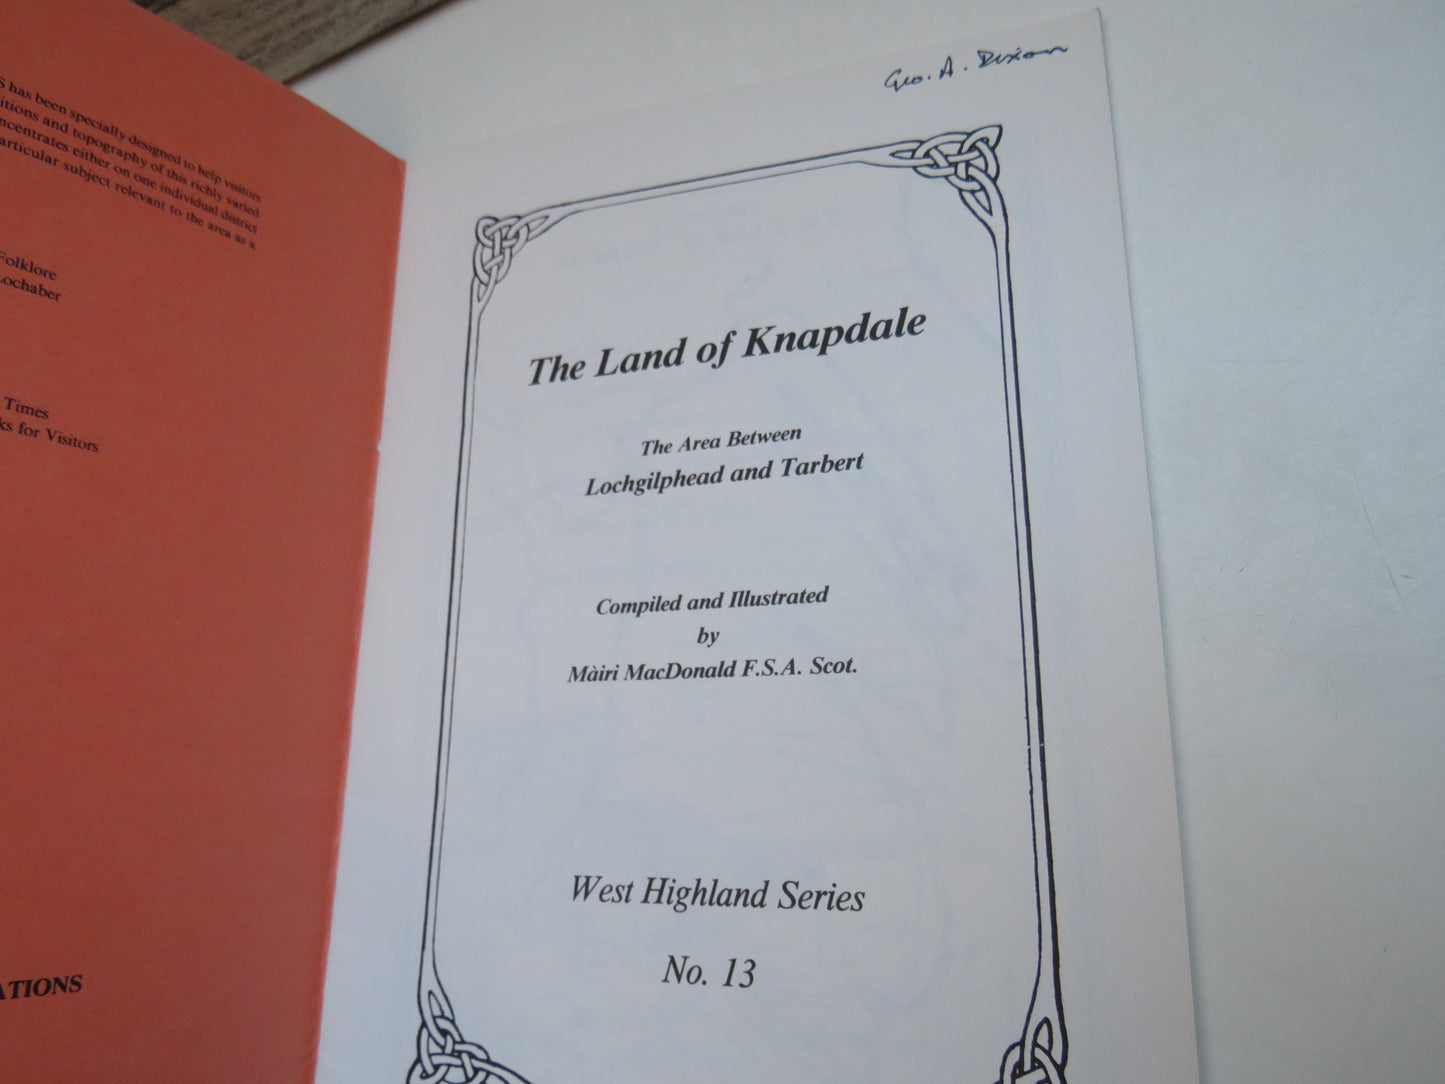 S has been specially designed to help visitors
itions and topography of this richly varied
ncentrates either on one individual district
articular subject relevant to the area as a
Folklore
Lochaber
Times
ks for Visitors
ATIONS
Geo. A. Dixon
The Land of Knapdale
The Area Between
Lochgilphead and Tarbert
Compiled and Illustrated
by
Màiri MacDonald F.S.A. Scot.
West Highland Series
No. 13